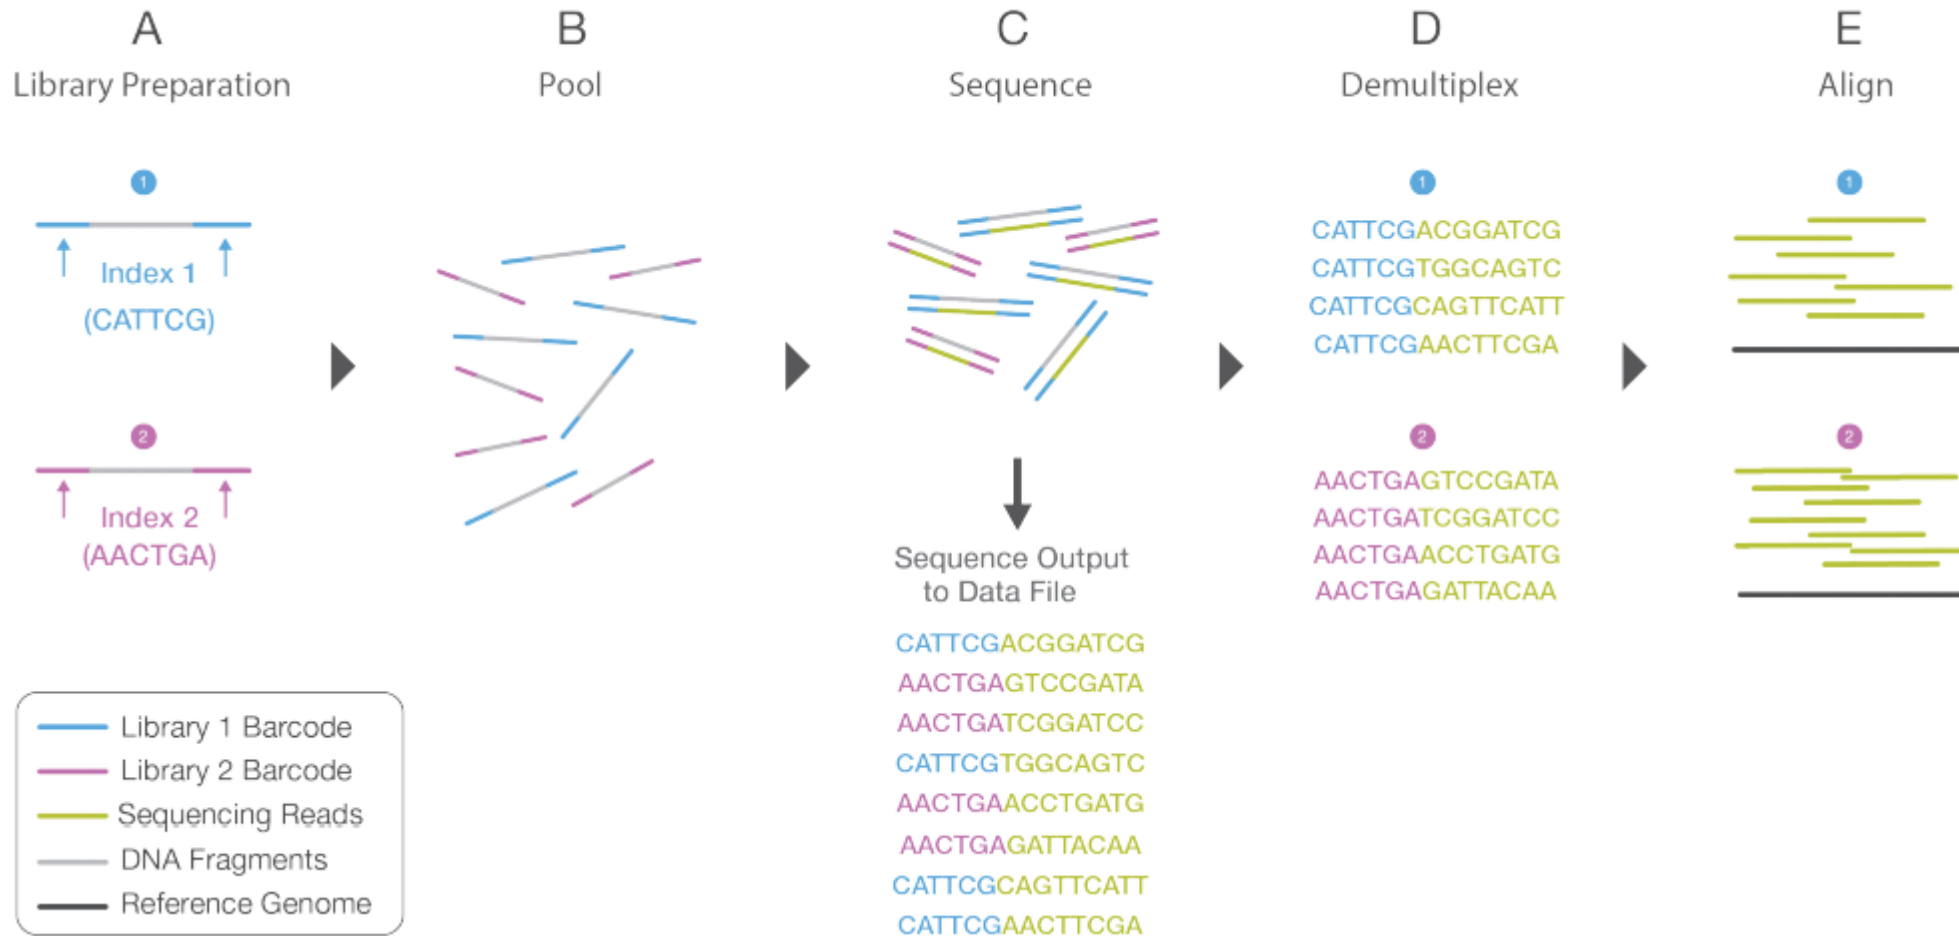 A
Library Preparation
1
Index 1
(CATTCG)
2
Index 2
(AACTGA)
Library 1 Barcode
Library 2 Barcode
Sequencing Reads
DNA Fragments
Reference Genome
B
Pool
C
Sequence
Sequence Output
to Data File
CATTCGACGGATCG
AACTGAGTCCGATA
AACTGATCGGATCC
CATTCGTGGCAGTC
AACTGAACCTGATG
AACTGAGATTACAA
CATTCGCAGTTCATT
CATTCGAACTTCGA
D
Demultiplex
1
CATTCGACGGATCG
CATTCGTGGCAGTC
CATTCGCAGTTCATT
CATTCGAACTTCGA
2
AACTGAGTCCGATA
AACTGATCGGATCC
AACTGAACCTGATG
AACTGAGATTACAA
E
Align
1
2